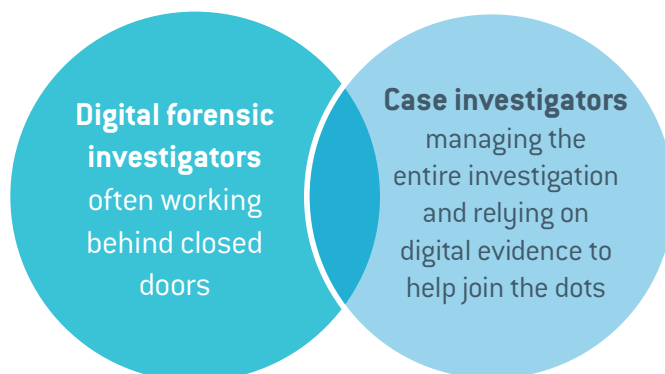 Digital forensic
investigators
often working
behind closed
doors
Case investigators
managing the
entire investigation
and relying on
digital evidence to
help join the dots